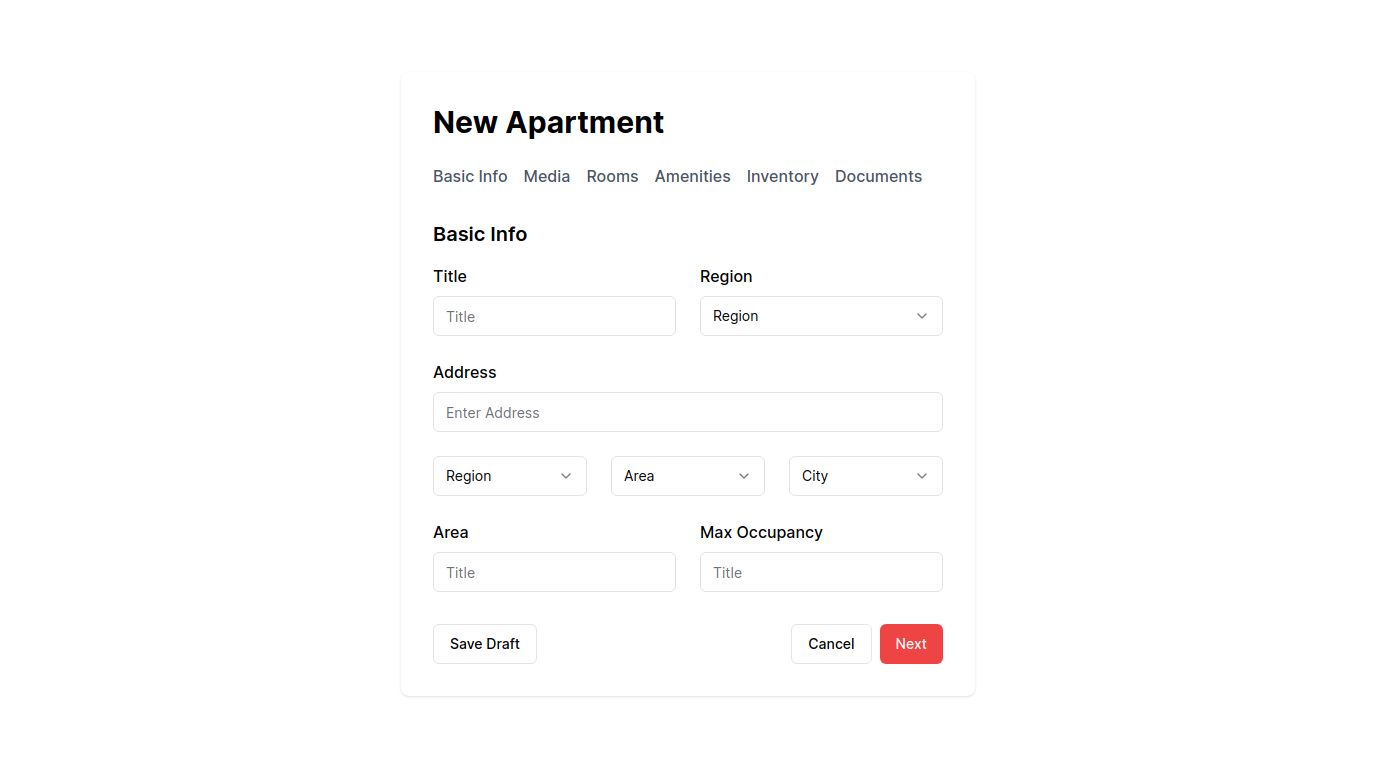 New Apartment
Basic Info Media Rooms Amenities Inventory Documents
Basic Info
Title Region
Title Region
Address
Enter Address
Region Area City
Area Max Occupancy
Title Title
Save Draft Cancel Next